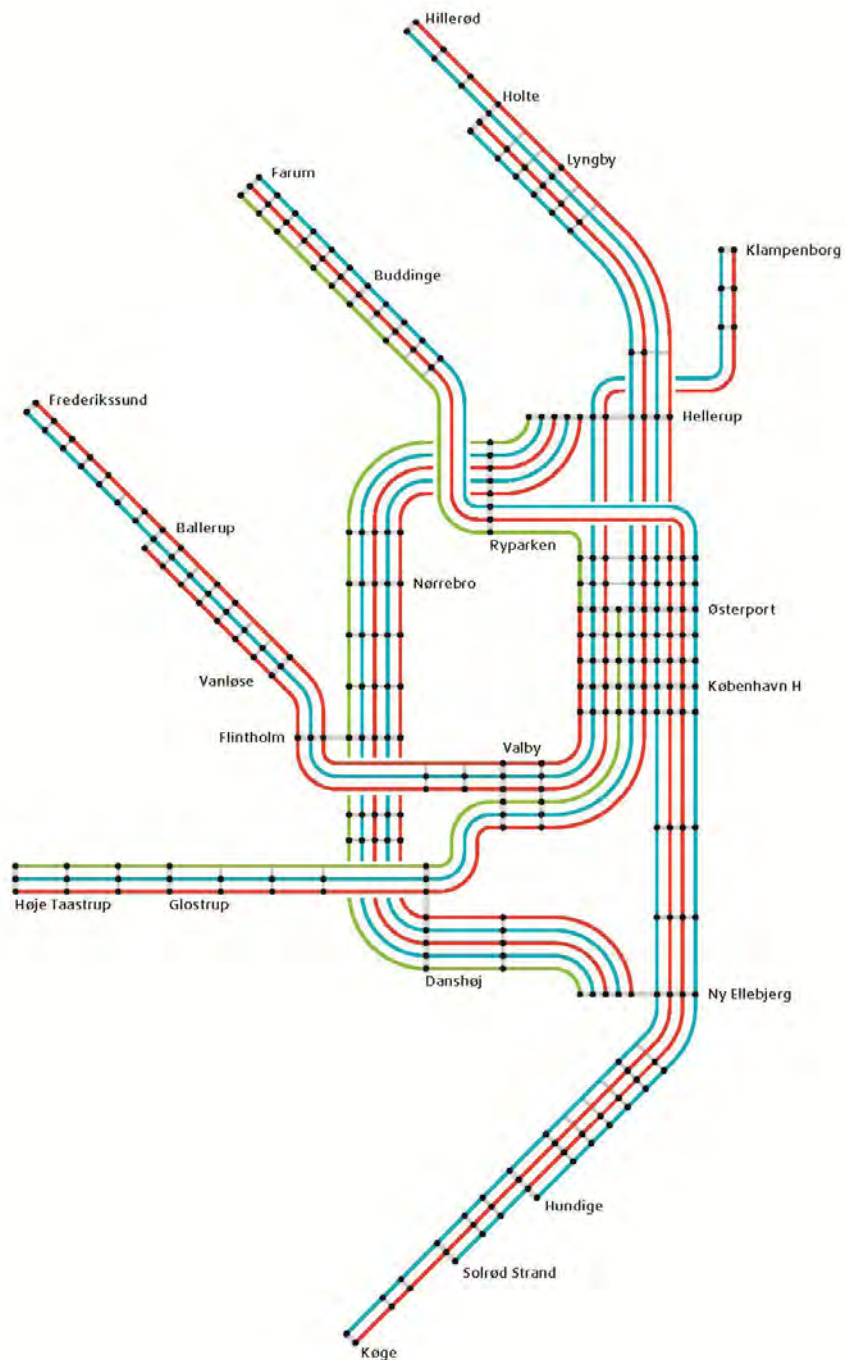 Hillerød
Holte
Lyngby
Farum
Klampenborg
Buddinge
Frederikssund
Hellerup
Ballerup
Ryparken
Nørrebro
Østerport
Vanløse
København H
Flintholm
Valby
Høje Taastrup
Glostrup
Danshøj
Ny Ellebjerg
Hundige
Solrød Strand
Køge